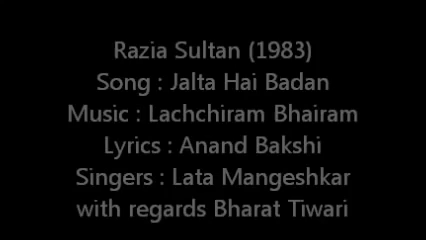 Razia Sultan (1983)
Song : Jalta Hai Badan
Music : Lachchiram Bhairam
Lyrics : Anand Bakshi
Singers : Lata Mangeshkar
with regards Bharat Tiwari